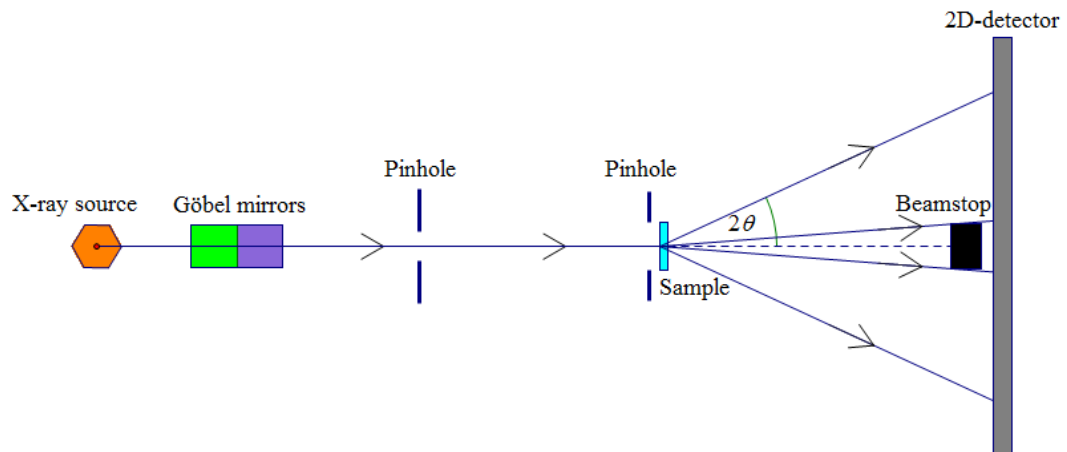 2D-detector
Pinhole
Pinhole
X-ray source
Göbel mirrors
Beamstop
2θ
Sample